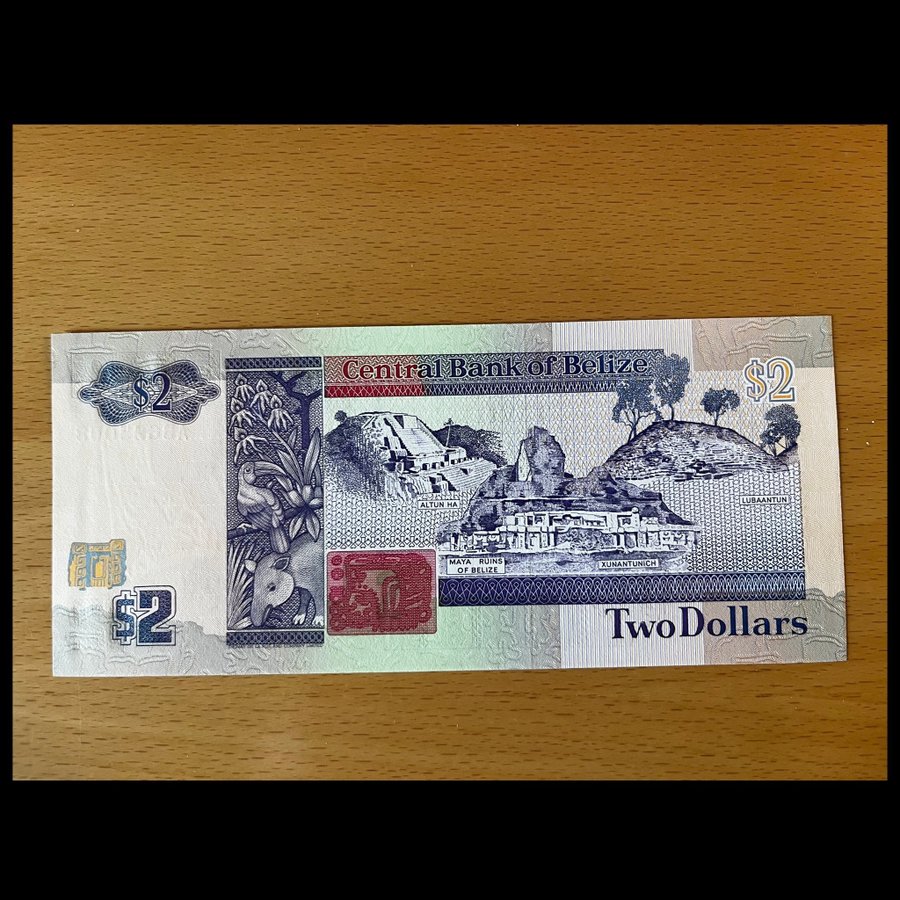 Central Bank of Belize
$2
$2
ALTUN HA
LUBAANTUN
MAYA RUINS
OF BELIZE
XUNANTUNICH
$2
Two Dollars